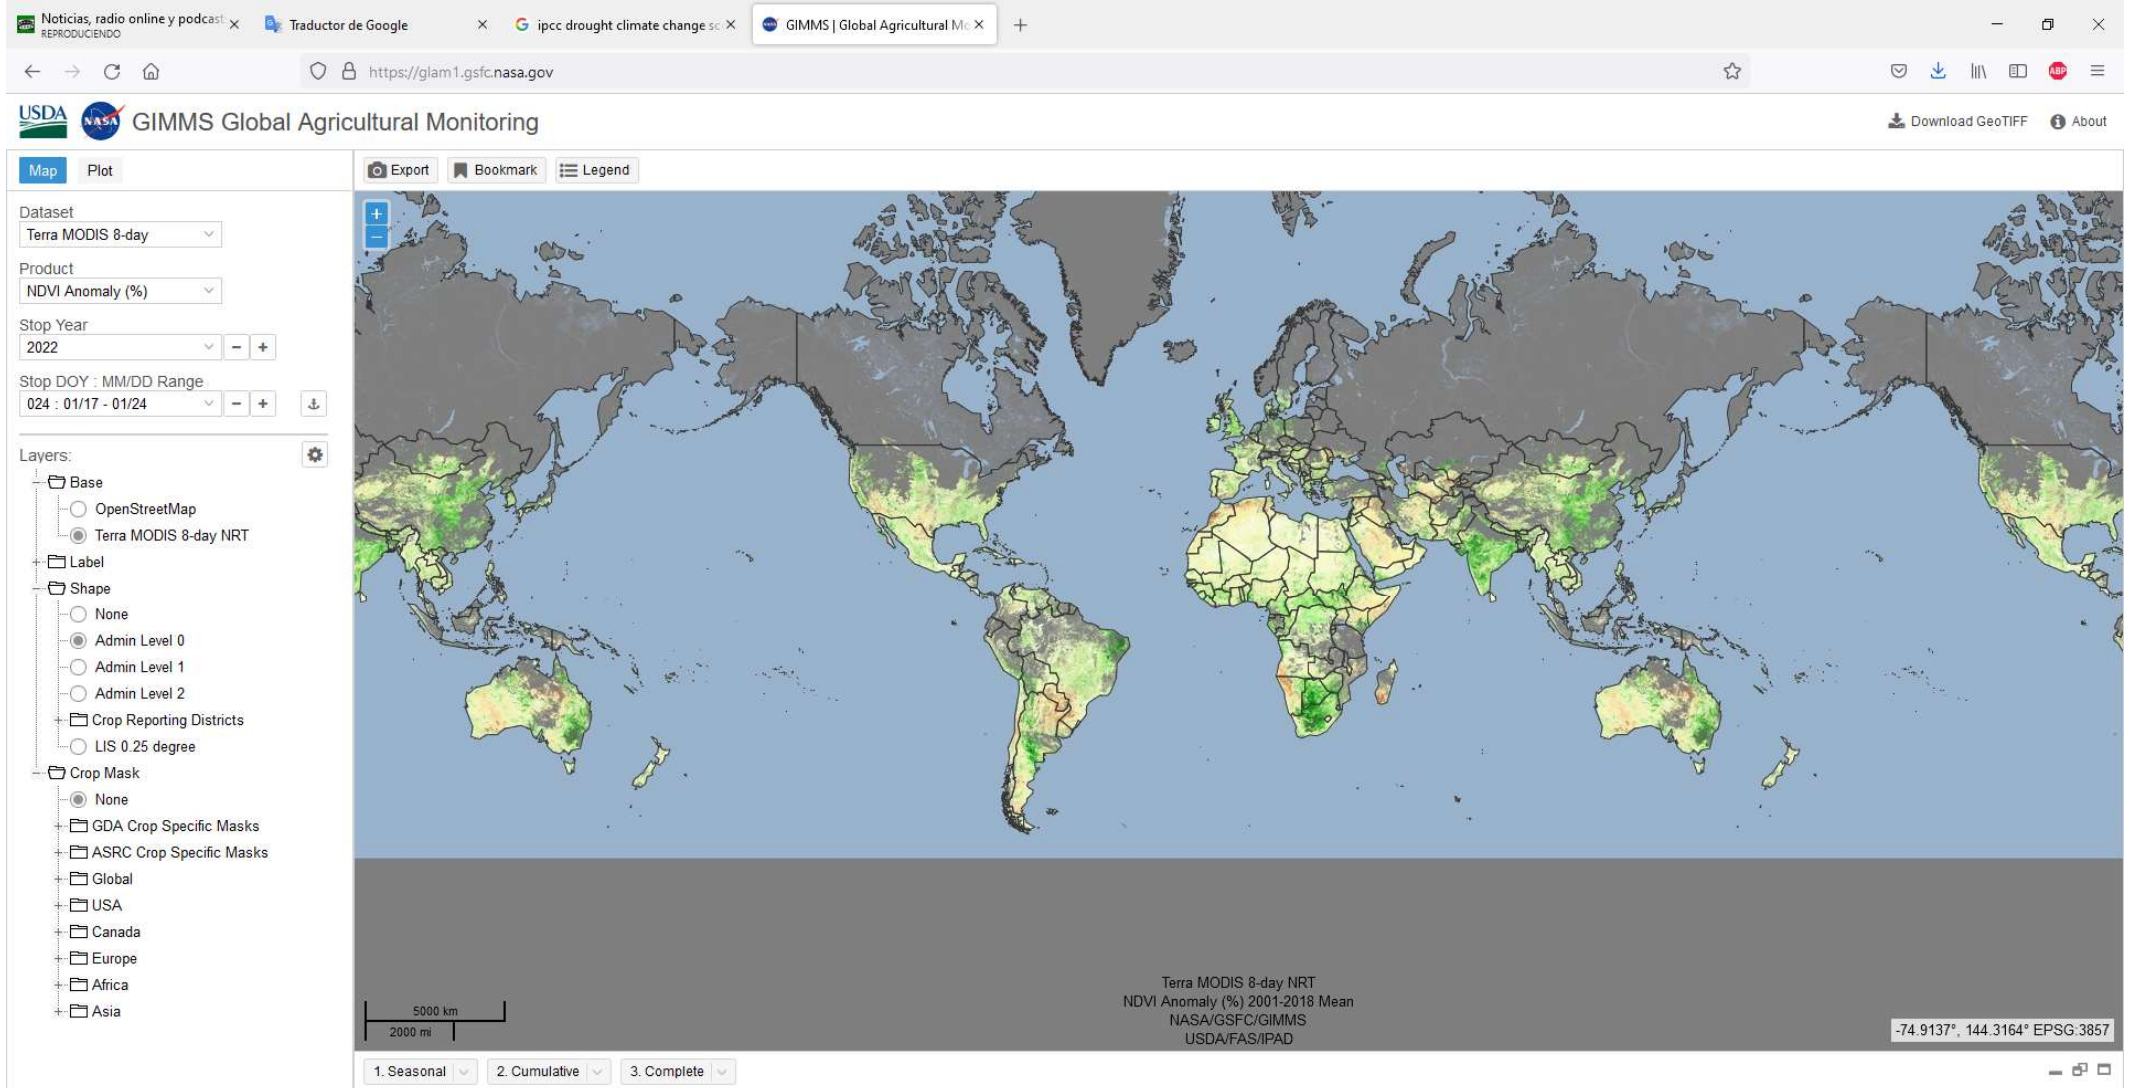 Noticias, radio online y podcast
REPRODUCIENDO
Traductor de Google
ipcc drought climate change sc
GIMMS | Global Agricultural Mo
https://glam1.gsfc.nasa.gov
ABP
USDA
NASA
GIMMS Global Agricultural Monitoring
Download GeoTIFF
About
Map
Plot
Export
Bookmark
Legend
Dataset
Terra MODIS 8-day
Product
NDVI Anomaly (%)
Stop Year
2022
- +
Stop DOY : MM/DD Range
024 : 01/17 - 01/24
- +
Layers:
Base
OpenStreetMap
Terra MODIS 8-day NRT
Label
Shape
None
Admin Level 0
Admin Level 1
Admin Level 2
Crop Reporting Districts
LIS 0.25 degree
Crop Mask
None
GDA Crop Specific Masks
ASRC Crop Specific Masks
Global
USA
Canada
Europe
Africa
Asia
+
−
5000 km
2000 mi
Terra MODIS 8-day NRT
NDVI Anomaly (%) 2001-2018 Mean
NASA/GSFC/GIMMS
USDA/FAS/IPAD
-74.9137°, 144.3164° EPSG:3857
1. Seasonal
2. Cumulative
3. Complete